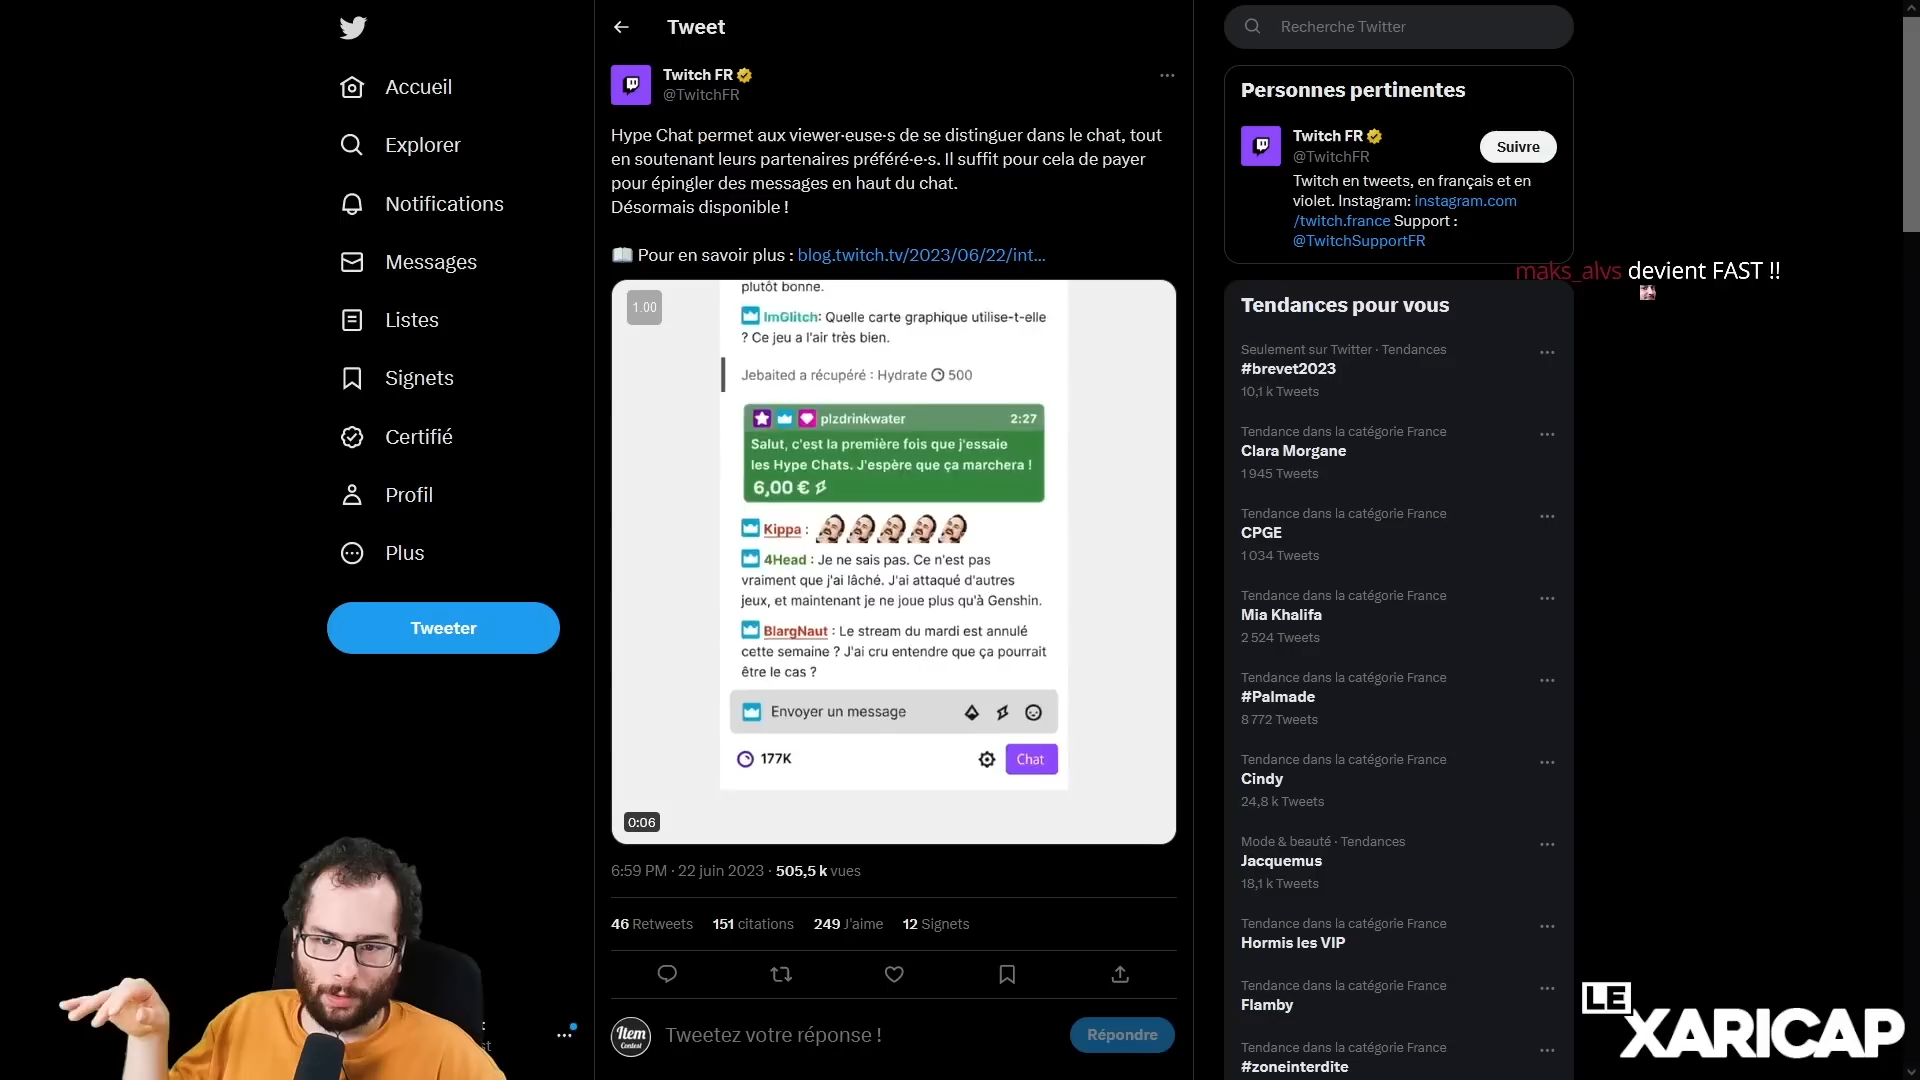 Tweet
Accueil
Explorer
Notifications
Messages
Listes
Signets
Certifié
Profil
Plus
Tweeter
Twitch FR
@TwitchFR
Hype Chat permet aux viewer·euse·s de se distinguer dans le chat, tout
en soutenant leurs partenaires préféré·e·s. Il suffit pour cela de payer
pour épingler des messages en haut du chat.
Désormais disponible !
Pour en savoir plus : blog.twitch.tv/2023/06/22/int...
plutôt bonne.
1.00
ImGlitch: Quelle carte graphique utilise-t-elle
? Ce jeu a l'air très bien.
Jebaited a récupéré : Hydrate 500
plzdrinkwater 2:27
Salut, c'est la première fois que j'essaie
les Hype Chats. J'espère que ça marchera !
6,00 €
Kippa :
4Head : Je ne sais pas. Ce n'est pas
vraiment que j'ai lâché. J'ai attaqué d'autres
jeux, et maintenant je ne joue plus qu'à Genshin.
BlargNaut : Le stream du mardi est annulé
cette semaine ? J'ai cru entendre que ça pourrait
être le cas ?
Envoyer un message
177K
Chat
0:06
6:59 PM · 22 juin 2023 · 505,5 k vues
46 Retweets 151 citations 249 J'aime 12 Signets
Item
Contest
Tweetez votre réponse !
Répondre
Recherche Twitter
Personnes pertinentes
Twitch FR
@TwitchFR
Suivre
Twitch en tweets, en français et en
violet. Instagram: instagram.com
/twitch.france Support :
@TwitchSupportFR
maks_alvs devient FAST !!
Tendances pour vous
Seulement sur Twitter · Tendances
#brevet2023
10,1 k Tweets
Tendance dans la catégorie France
Clara Morgane
1 945 Tweets
Tendance dans la catégorie France
CPGE
1 034 Tweets
Tendance dans la catégorie France
Mia Khalifa
2 524 Tweets
Tendance dans la catégorie France
#Palmade
8 772 Tweets
Tendance dans la catégorie France
Cindy
24,8 k Tweets
Mode & beauté · Tendances
Jacquemus
18,1 k Tweets
Tendance dans la catégorie France
Hormis les VIP
Tendance dans la catégorie France
Flamby
Tendance dans la catégorie France
#zoneinterdite
LE
XARICAP